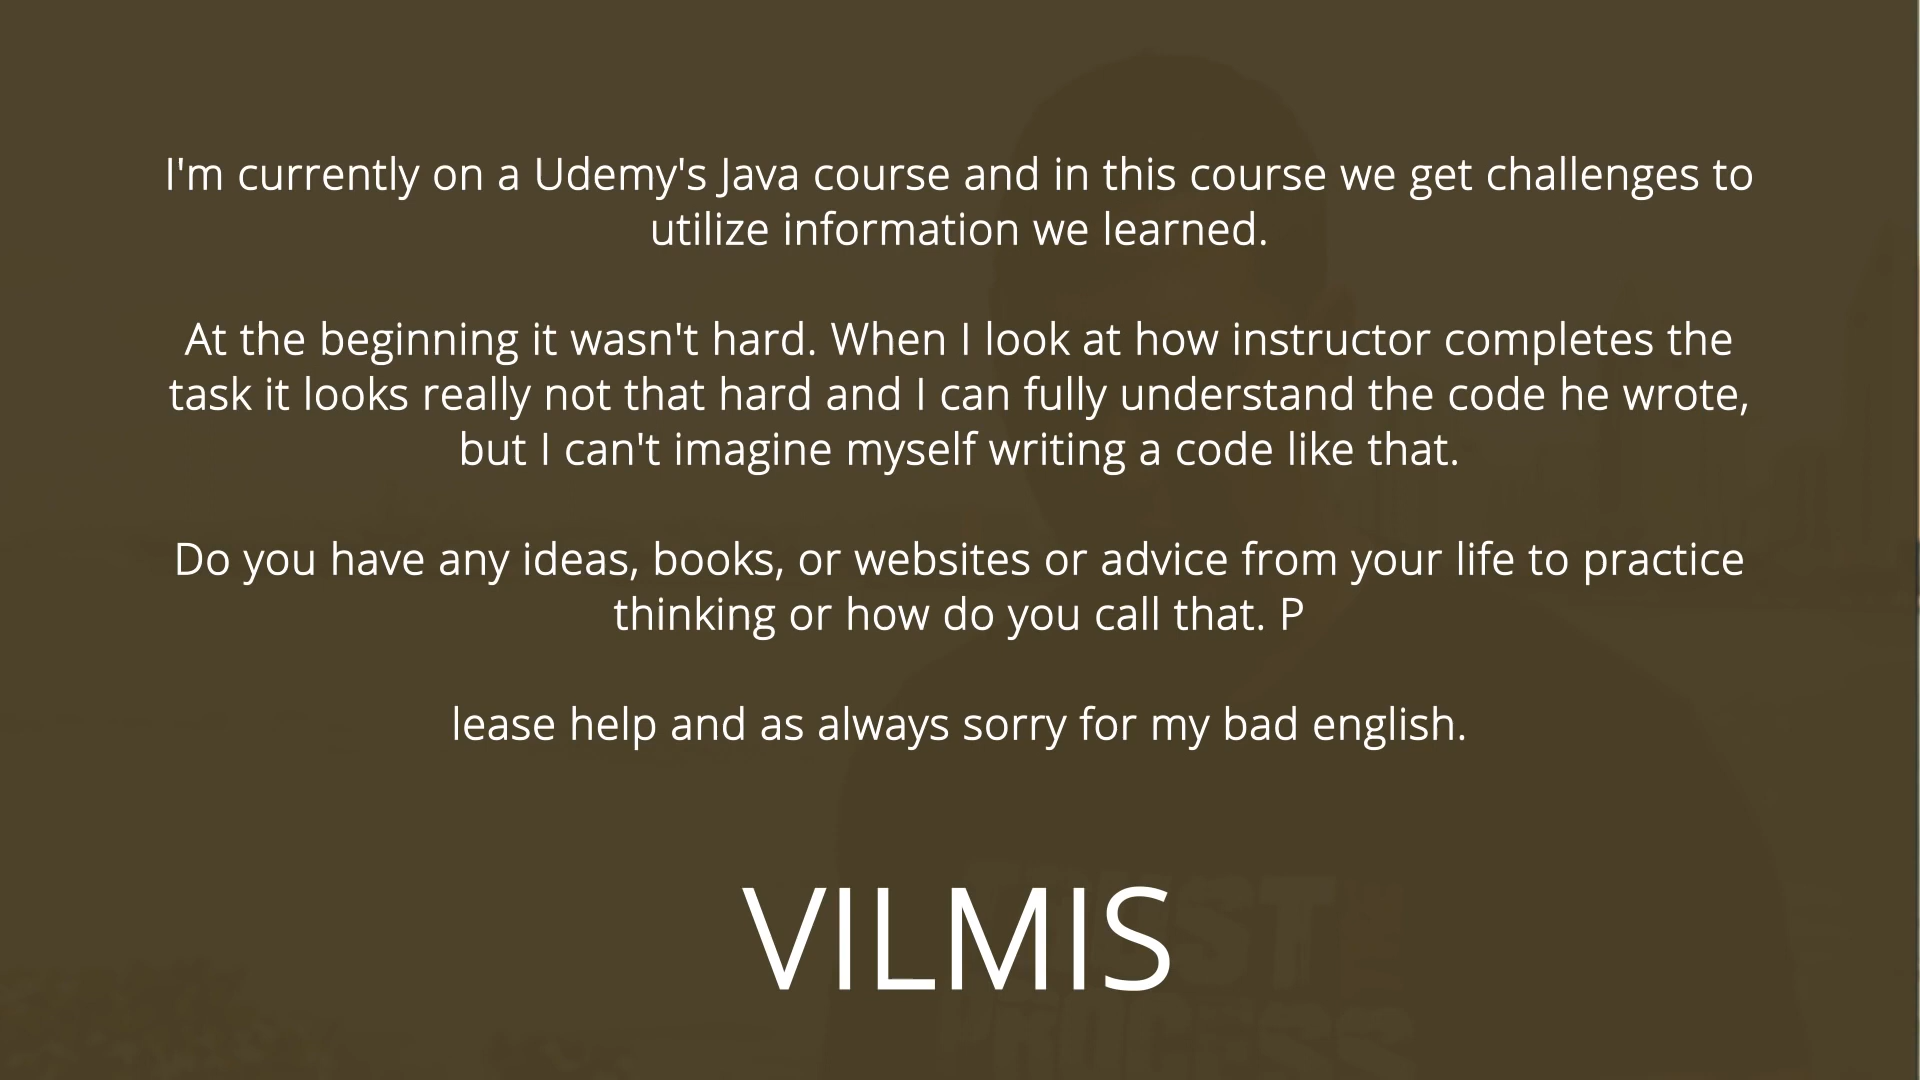 I'm currently on a Udemy's Java course and in this course we get challenges to
utilize information we learned.
At the beginning it wasn't hard. When I look at how instructor completes the
task it looks really not that hard and I can fully understand the code he wrote,
but I can't imagine myself writing a code like that.
Do you have any ideas, books, or websites or advice from your life to practice
thinking or how do you call that. P
lease help and as always sorry for my bad english.
VILMIS
TRUST
PROCESS